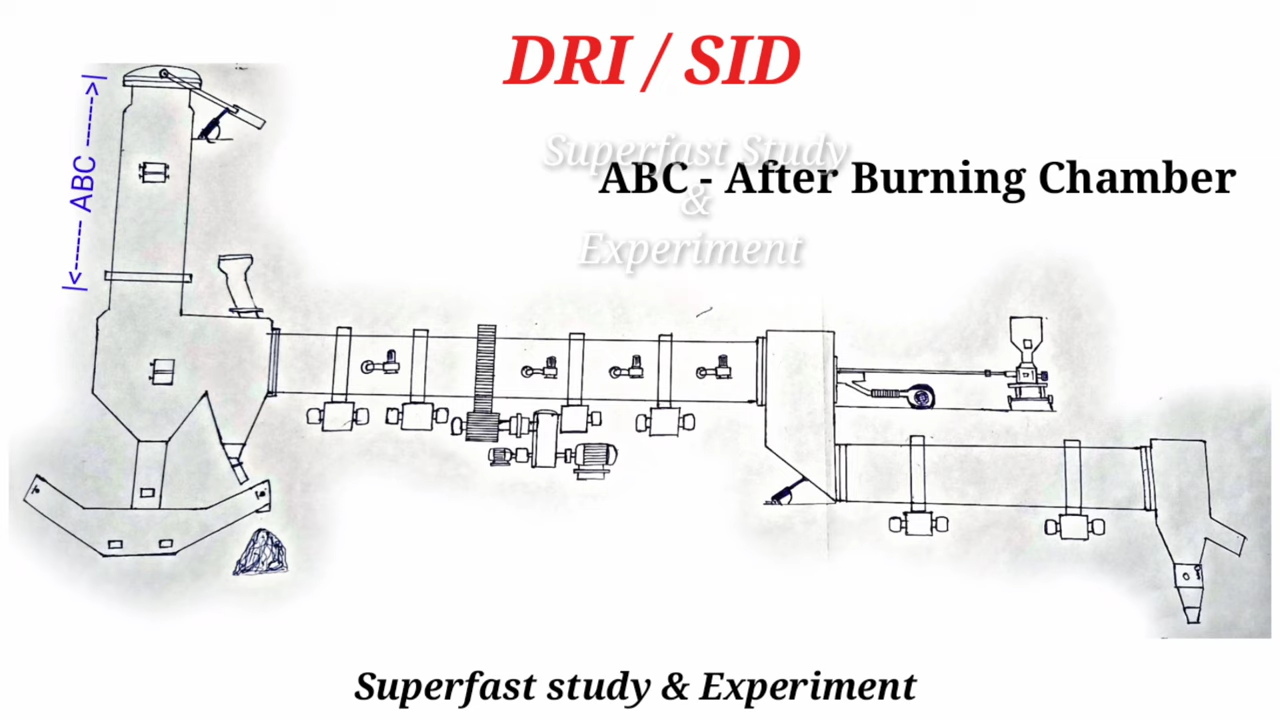 DRI / SID
|<------ ABC ------>|
Superfast Study
&
Experiment
ABC - After Burning Chamber
Superfast study & Experiment